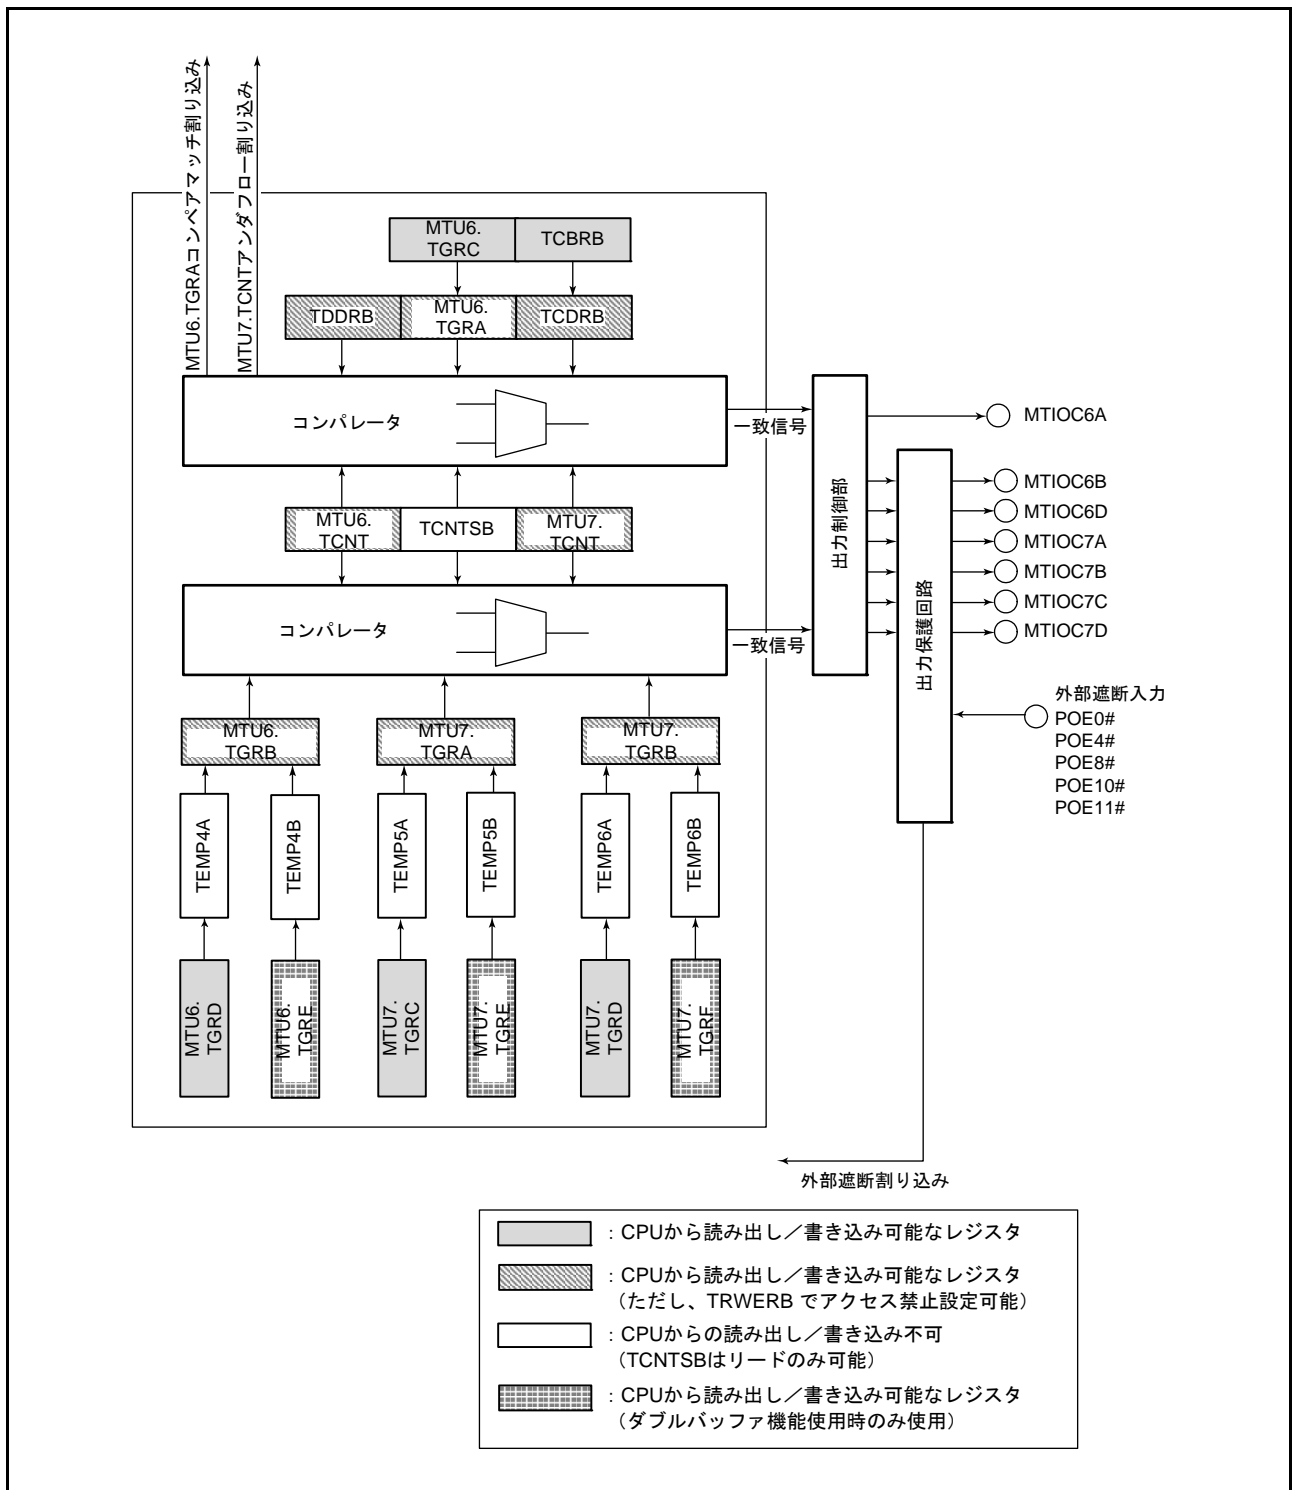 MTU6.TGRAコンペアマッチ割り込み
MTU7.TCNTアンダフロー割り込み
MTU6.
TGRC
TCBRB
TDDRB
MTU6.
TGRA
TCDRB
コンパレータ
一致信号
MTU6.
TCNT
TCNTSB
MTU7.
TCNT
コンパレータ
一致信号
出力制御部
出力保護回路
MTIOC6A
MTIOC6B
MTIOC6D
MTIOC7A
MTIOC7B
MTIOC7C
MTIOC7D
外部遮断入力
POE0#
POE4#
POE8#
POE10#
POE11#
MTU6.
TGRB
MTU7.
TGRA
MTU7.
TGRB
TEMP4A
TEMP4B
TEMP5A
TEMP5B
TEMP6A
TEMP6B
MTU6.
TGRD
MTU6.
TGRE
MTU7.
TGRC
MTU7.
TGRE
MTU7.
TGRD
MTU7.
TGRF
外部遮断割り込み
：CPUから読み出し／書き込み可能なレジスタ
：CPUから読み出し／書き込み可能なレジスタ
（ただし、TRWERB でアクセス禁止設定可能）
：CPUからの読み出し／書き込み不可
（TCNTSBはリードのみ可能）
：CPUから読み出し／書き込み可能なレジスタ
（ダブルバッファ機能使用時のみ使用）